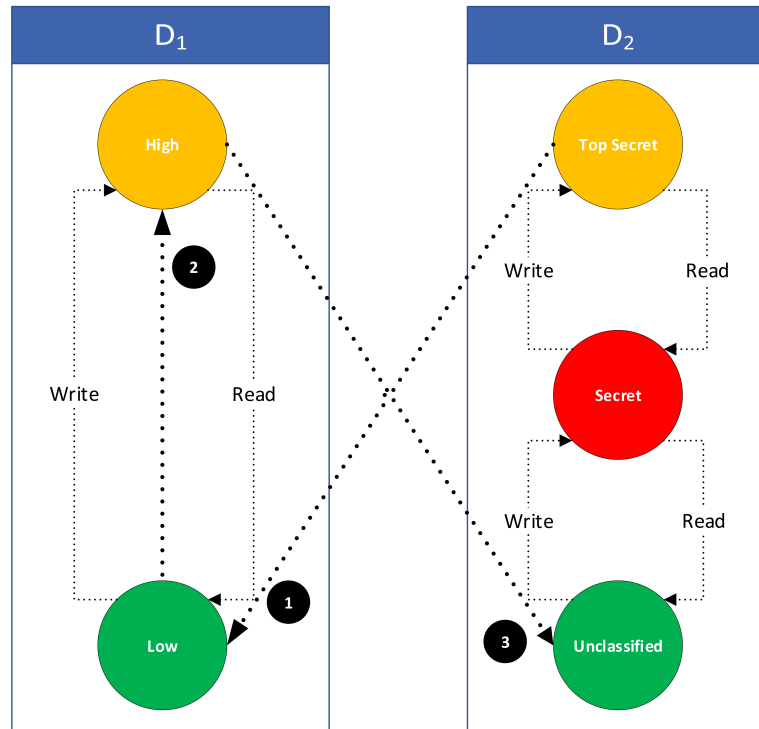 D₁
D₂
High
Top Secret
2
Write
Read
Write
Read
Secret
Write
Read
1
3
Low
Unclassified